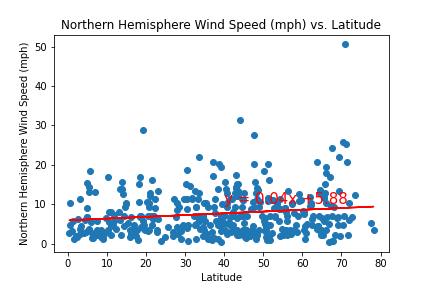 Northern Hemisphere Wind Speed (mph) vs. Latitude
50
40
30
20
10
0
Northern Hemisphere Wind Speed (mph)
y = 0.04x +5.88
0 10 20 30 40 50 60 70 80
Latitude